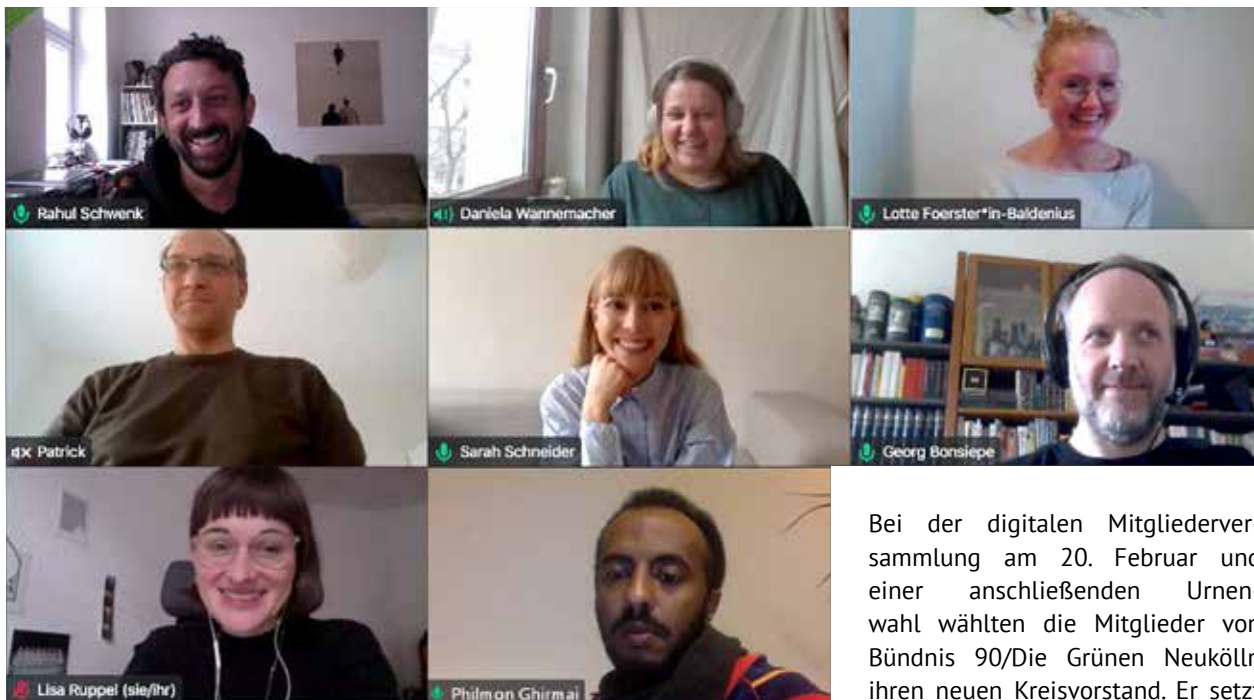 Rahul Schwenk
Daniela Wannemacher
Lotte Foerster*in-Baldenius
Patrick
Sarah Schneider
Georg Bonsiepe
Lisa Ruppel (sie/ihr)
Philmon Ghirmai
Bei der digitalen Mitgliederver-
sammlung am 20. Februar und
einer anschließenden Urnen-
wahl wählten die Mitglieder von
Bündnis 90/Die Grünen Neukölln
ihren neuen Kreisvorstand. Er setz-